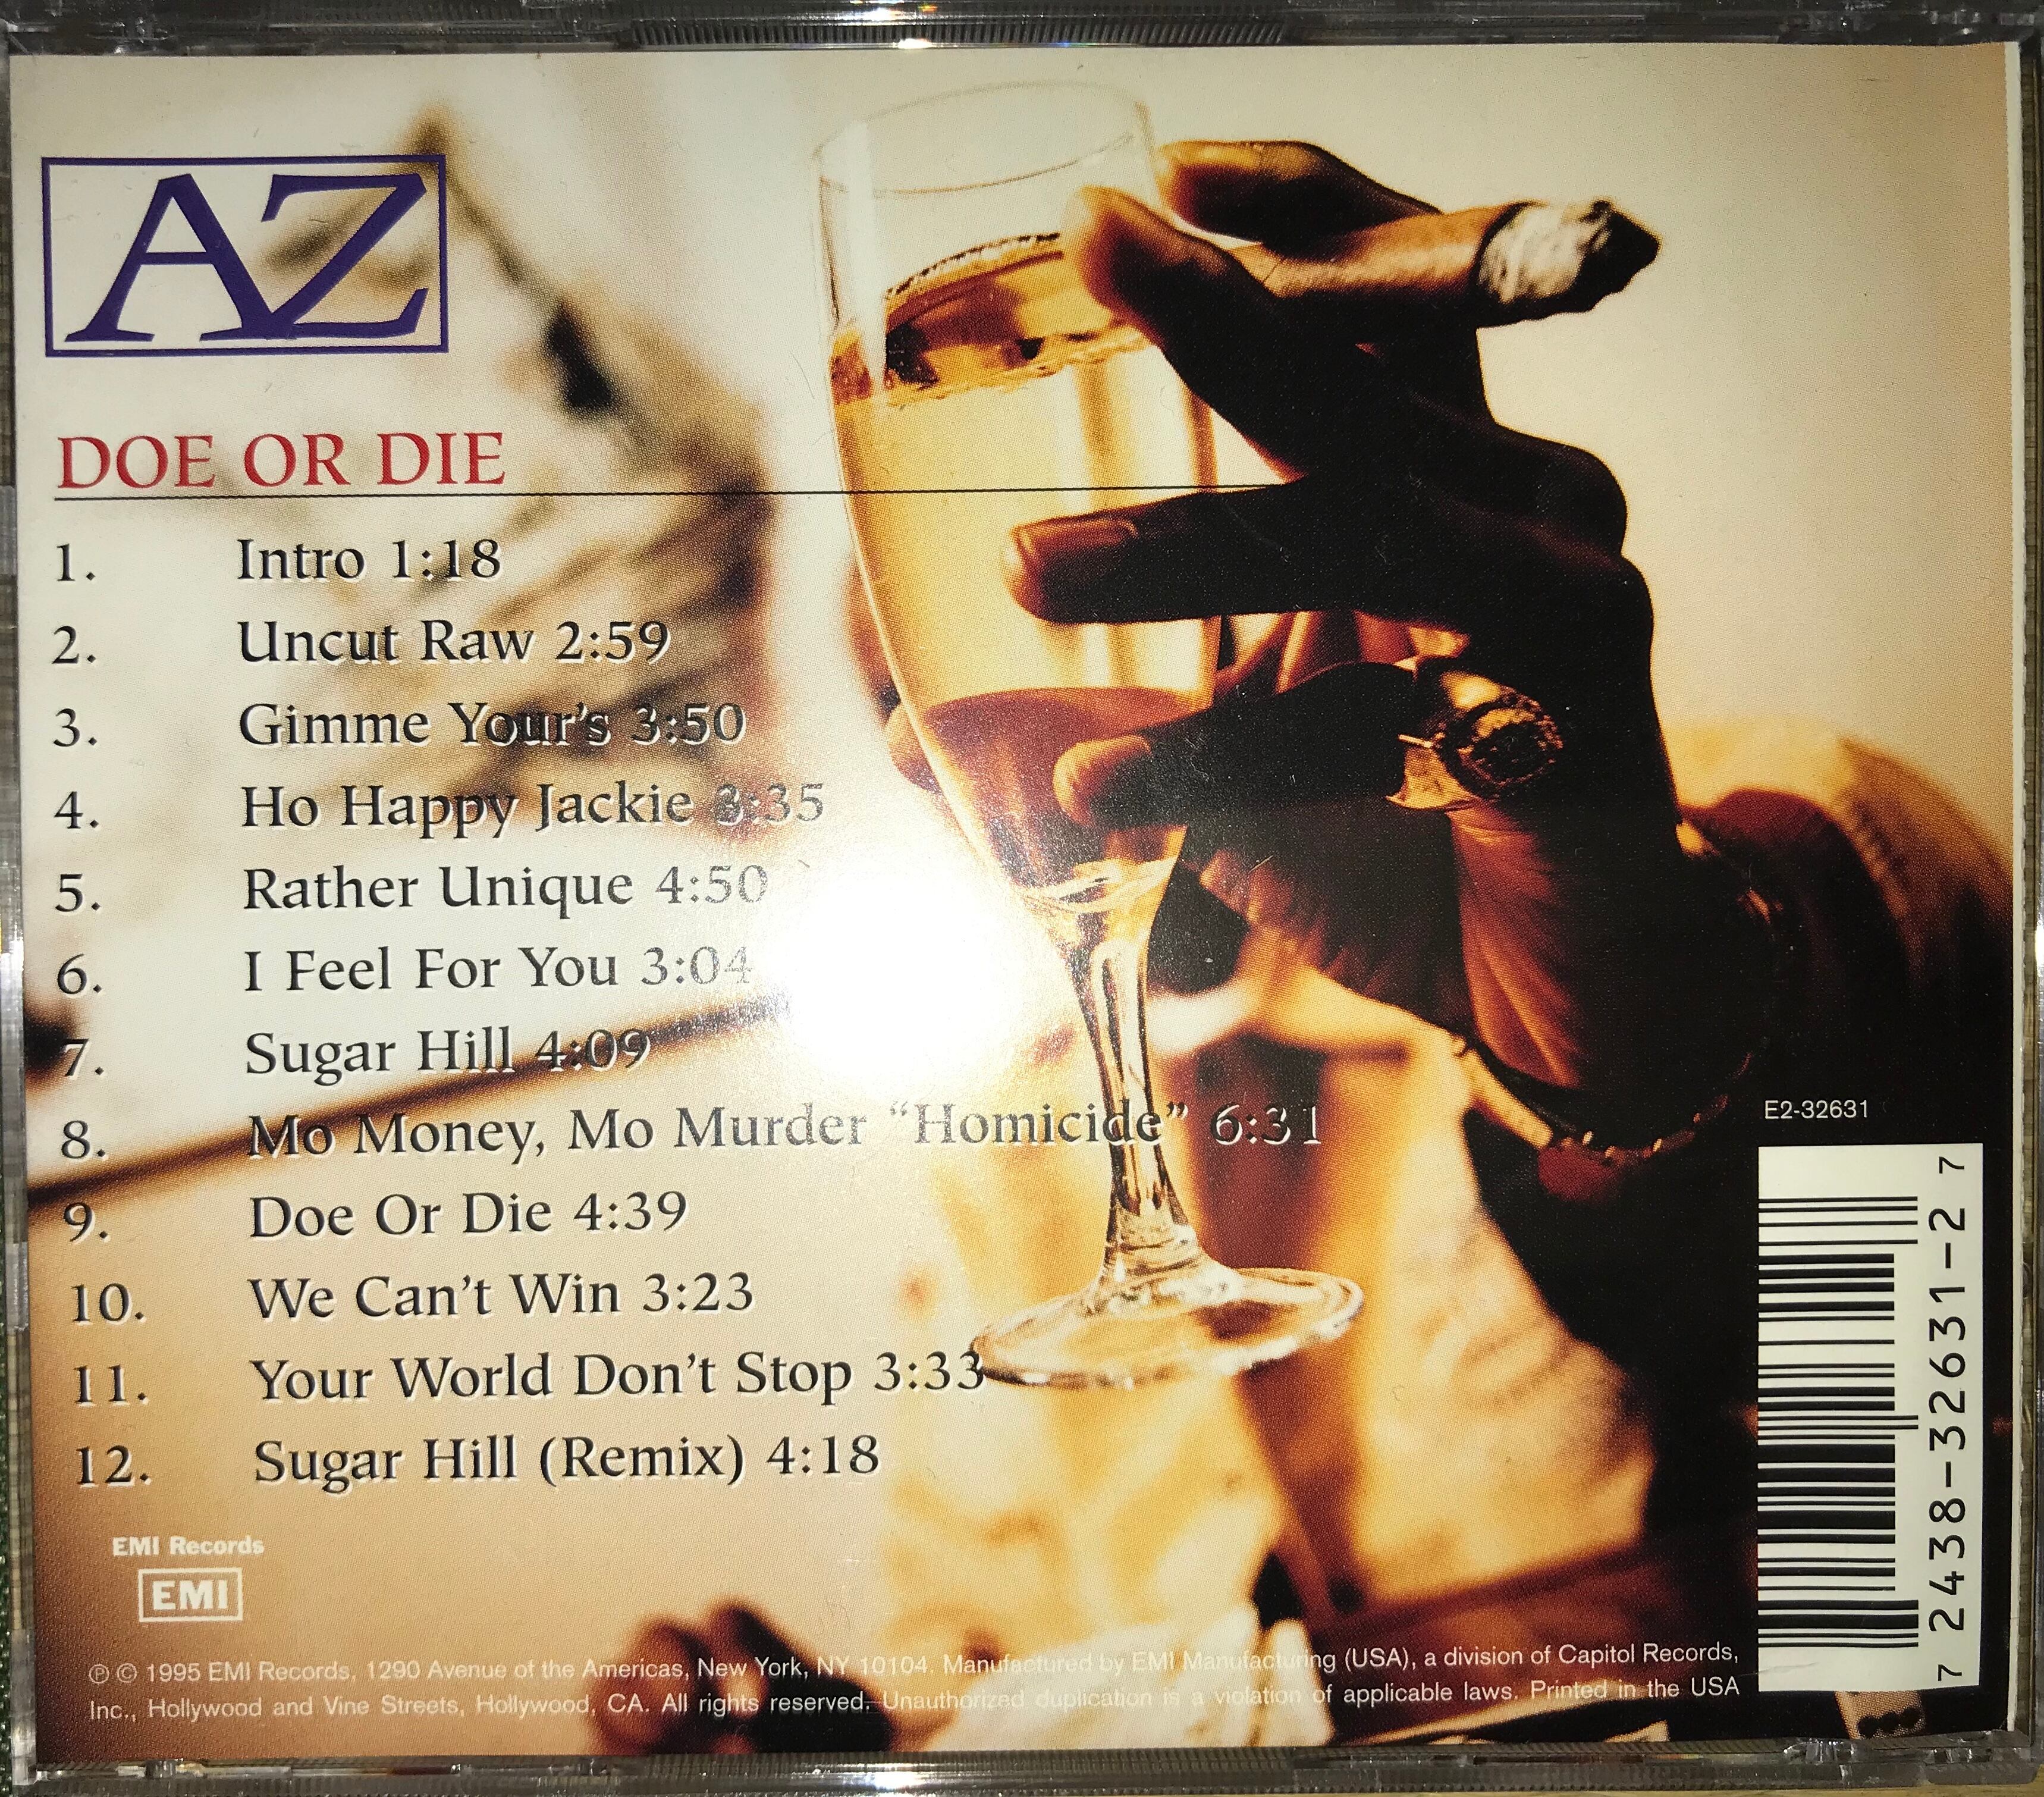 AZ
DOE OR DIE
1. Intro 1:18
2. Uncut Raw 2:59
3. Gimme Your's 3:50
4. Ho Happy Jackie 3:35
5. Rather Unique 4:50
6. I Feel For You 3:04
7. Sugar Hill 4:09
8. Mo Money, Mo Murder “Homicide” 6:31
9. Doe Or Die 4:39
10. We Can't Win 3:23
11. Your World Don't Stop 3:33
12. Sugar Hill (Remix) 4:18
E2-32631
7 2438-32631-2 7
EMI Records
EMI
℗ © 1995 EMI Records, 1290 Avenue of the Americas, New York, NY 10104. Manufactured by EMI Manufacturing (USA), a division of Capitol Records,
Inc., Hollywood and Vine Streets, Hollywood, CA. All rights reserved. Unauthorized duplication is a violation of applicable laws. Printed in the USA